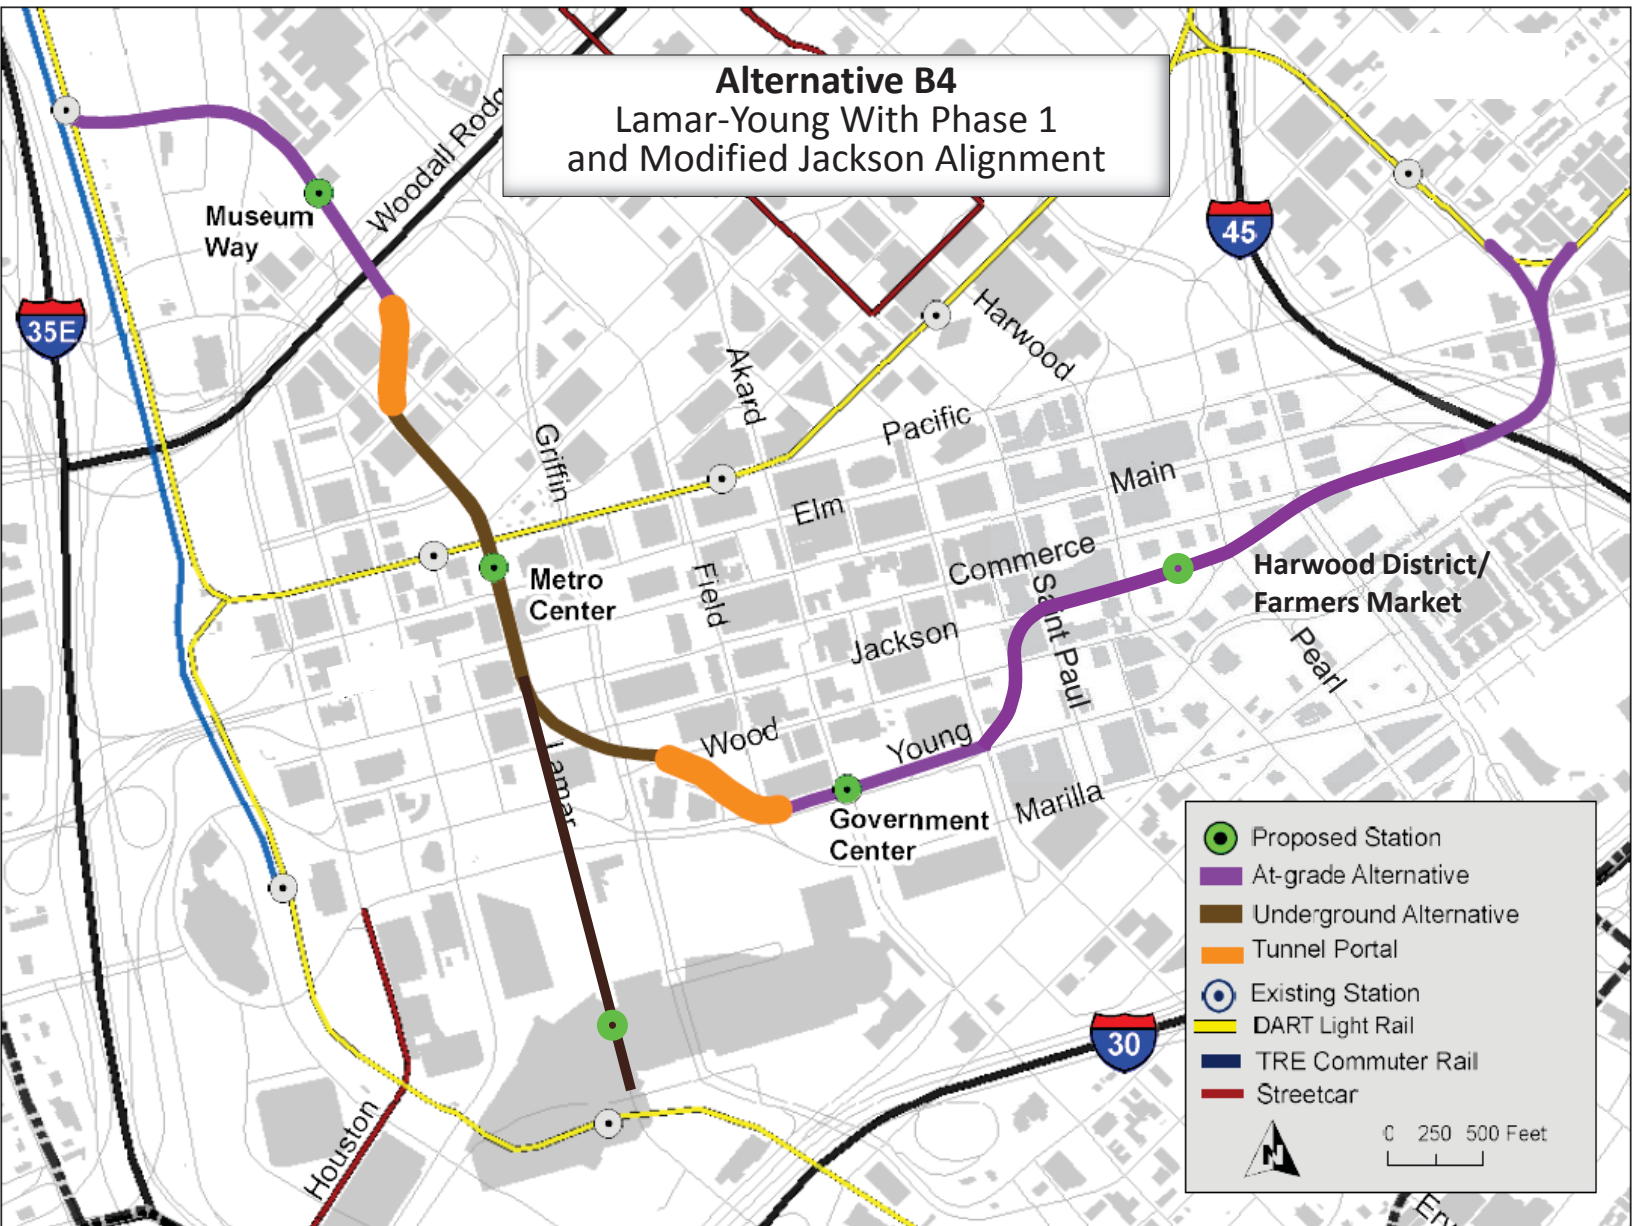 Alternative B4
Lamar-Young With Phase 1
and Modified Jackson Alignment
Woodall Rodg
Museum
Way
45
35E
Harwood
Akard
Pacific
Griffin
Main
Elm
Commerce
Metro
Center
Field
Harwood District/
Farmers Market
Saint Paul
Jackson
Pearl
Wood
Young
Lamar
Marilla
Government
Center
Proposed Station
At-grade Alternative
Underground Alternative
Tunnel Portal
Existing Station
DART Light Rail
TRE Commuter Rail
Streetcar
30
N
0 250 500 Feet
Houston